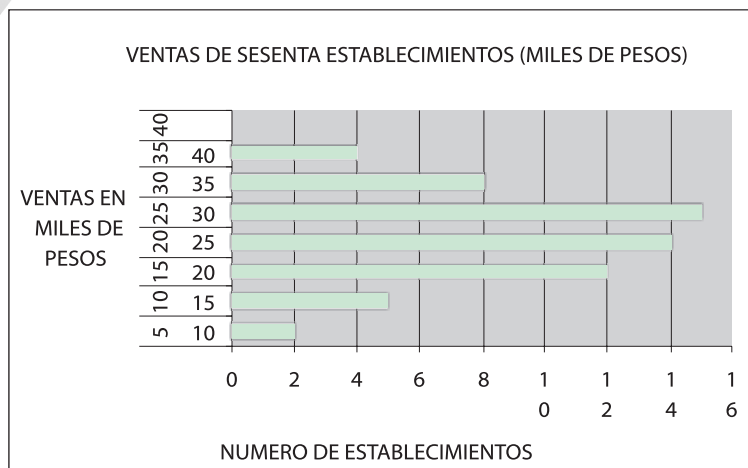 VENTAS DE SESENTA ESTABLECIMIENTOS (MILES DE PESOS)
VENTAS EN
MILES DE
PESOS
40
35 40
30 35
25 30
20 25
15 20
10 15
5 10
0 2 4 6 8 1 1 1 1
0 2 4 6
NUMERO DE ESTABLECIMIENTOS